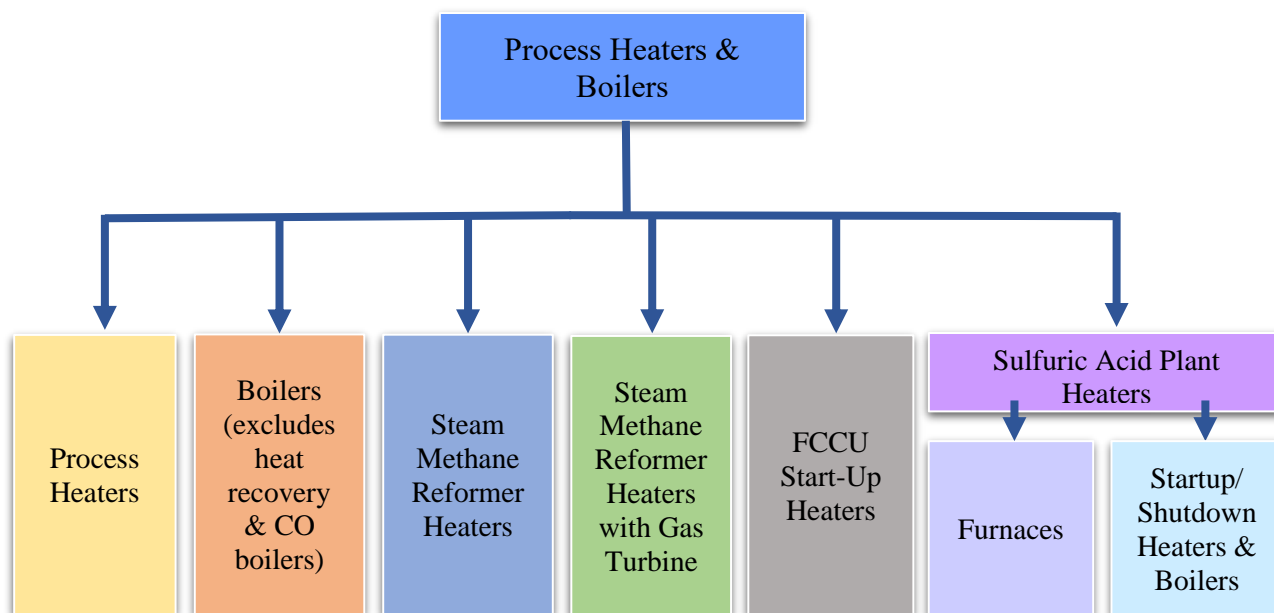 Process Heaters &
Boilers
Process
Heaters
Boilers
(excludes
heat
recovery
& CO
boilers)
Steam
Methane
Reformer
Heaters
Steam
Methane
Reformer
Heaters
with Gas
Turbine
FCCU
Start-Up
Heaters
Sulfuric Acid Plant
Heaters
Furnaces
Startup/
Shutdown
Heaters &
Boilers